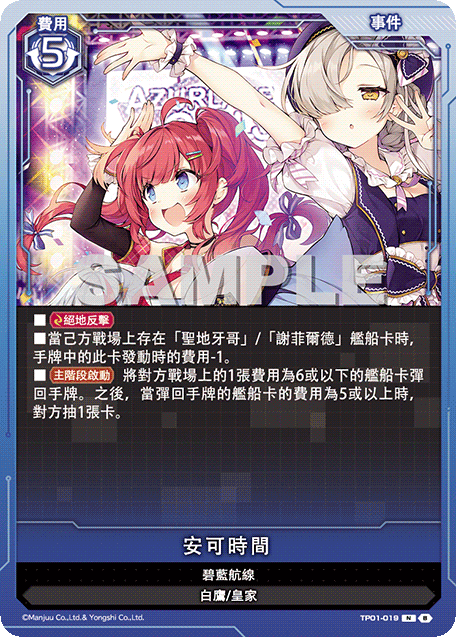 費用
5
事件
AZUR LANE
SAMPLE
■絕地反擊
■當己方戰場上存在「聖地牙哥」/「謝菲爾德」艦船卡時,
手牌中的此卡發動時的費用-1。
■主階段啟動 將對方戰場上的1張費用為6或以下的艦船卡彈
回手牌。之後,當彈回手牌的艦船卡的費用為5或以上時,
對方抽1張卡。
安可時間
碧藍航線
白鷹/皇家
©Manjuu Co.,Ltd.& Yongshi Co.,Ltd.
TP01-019 N B